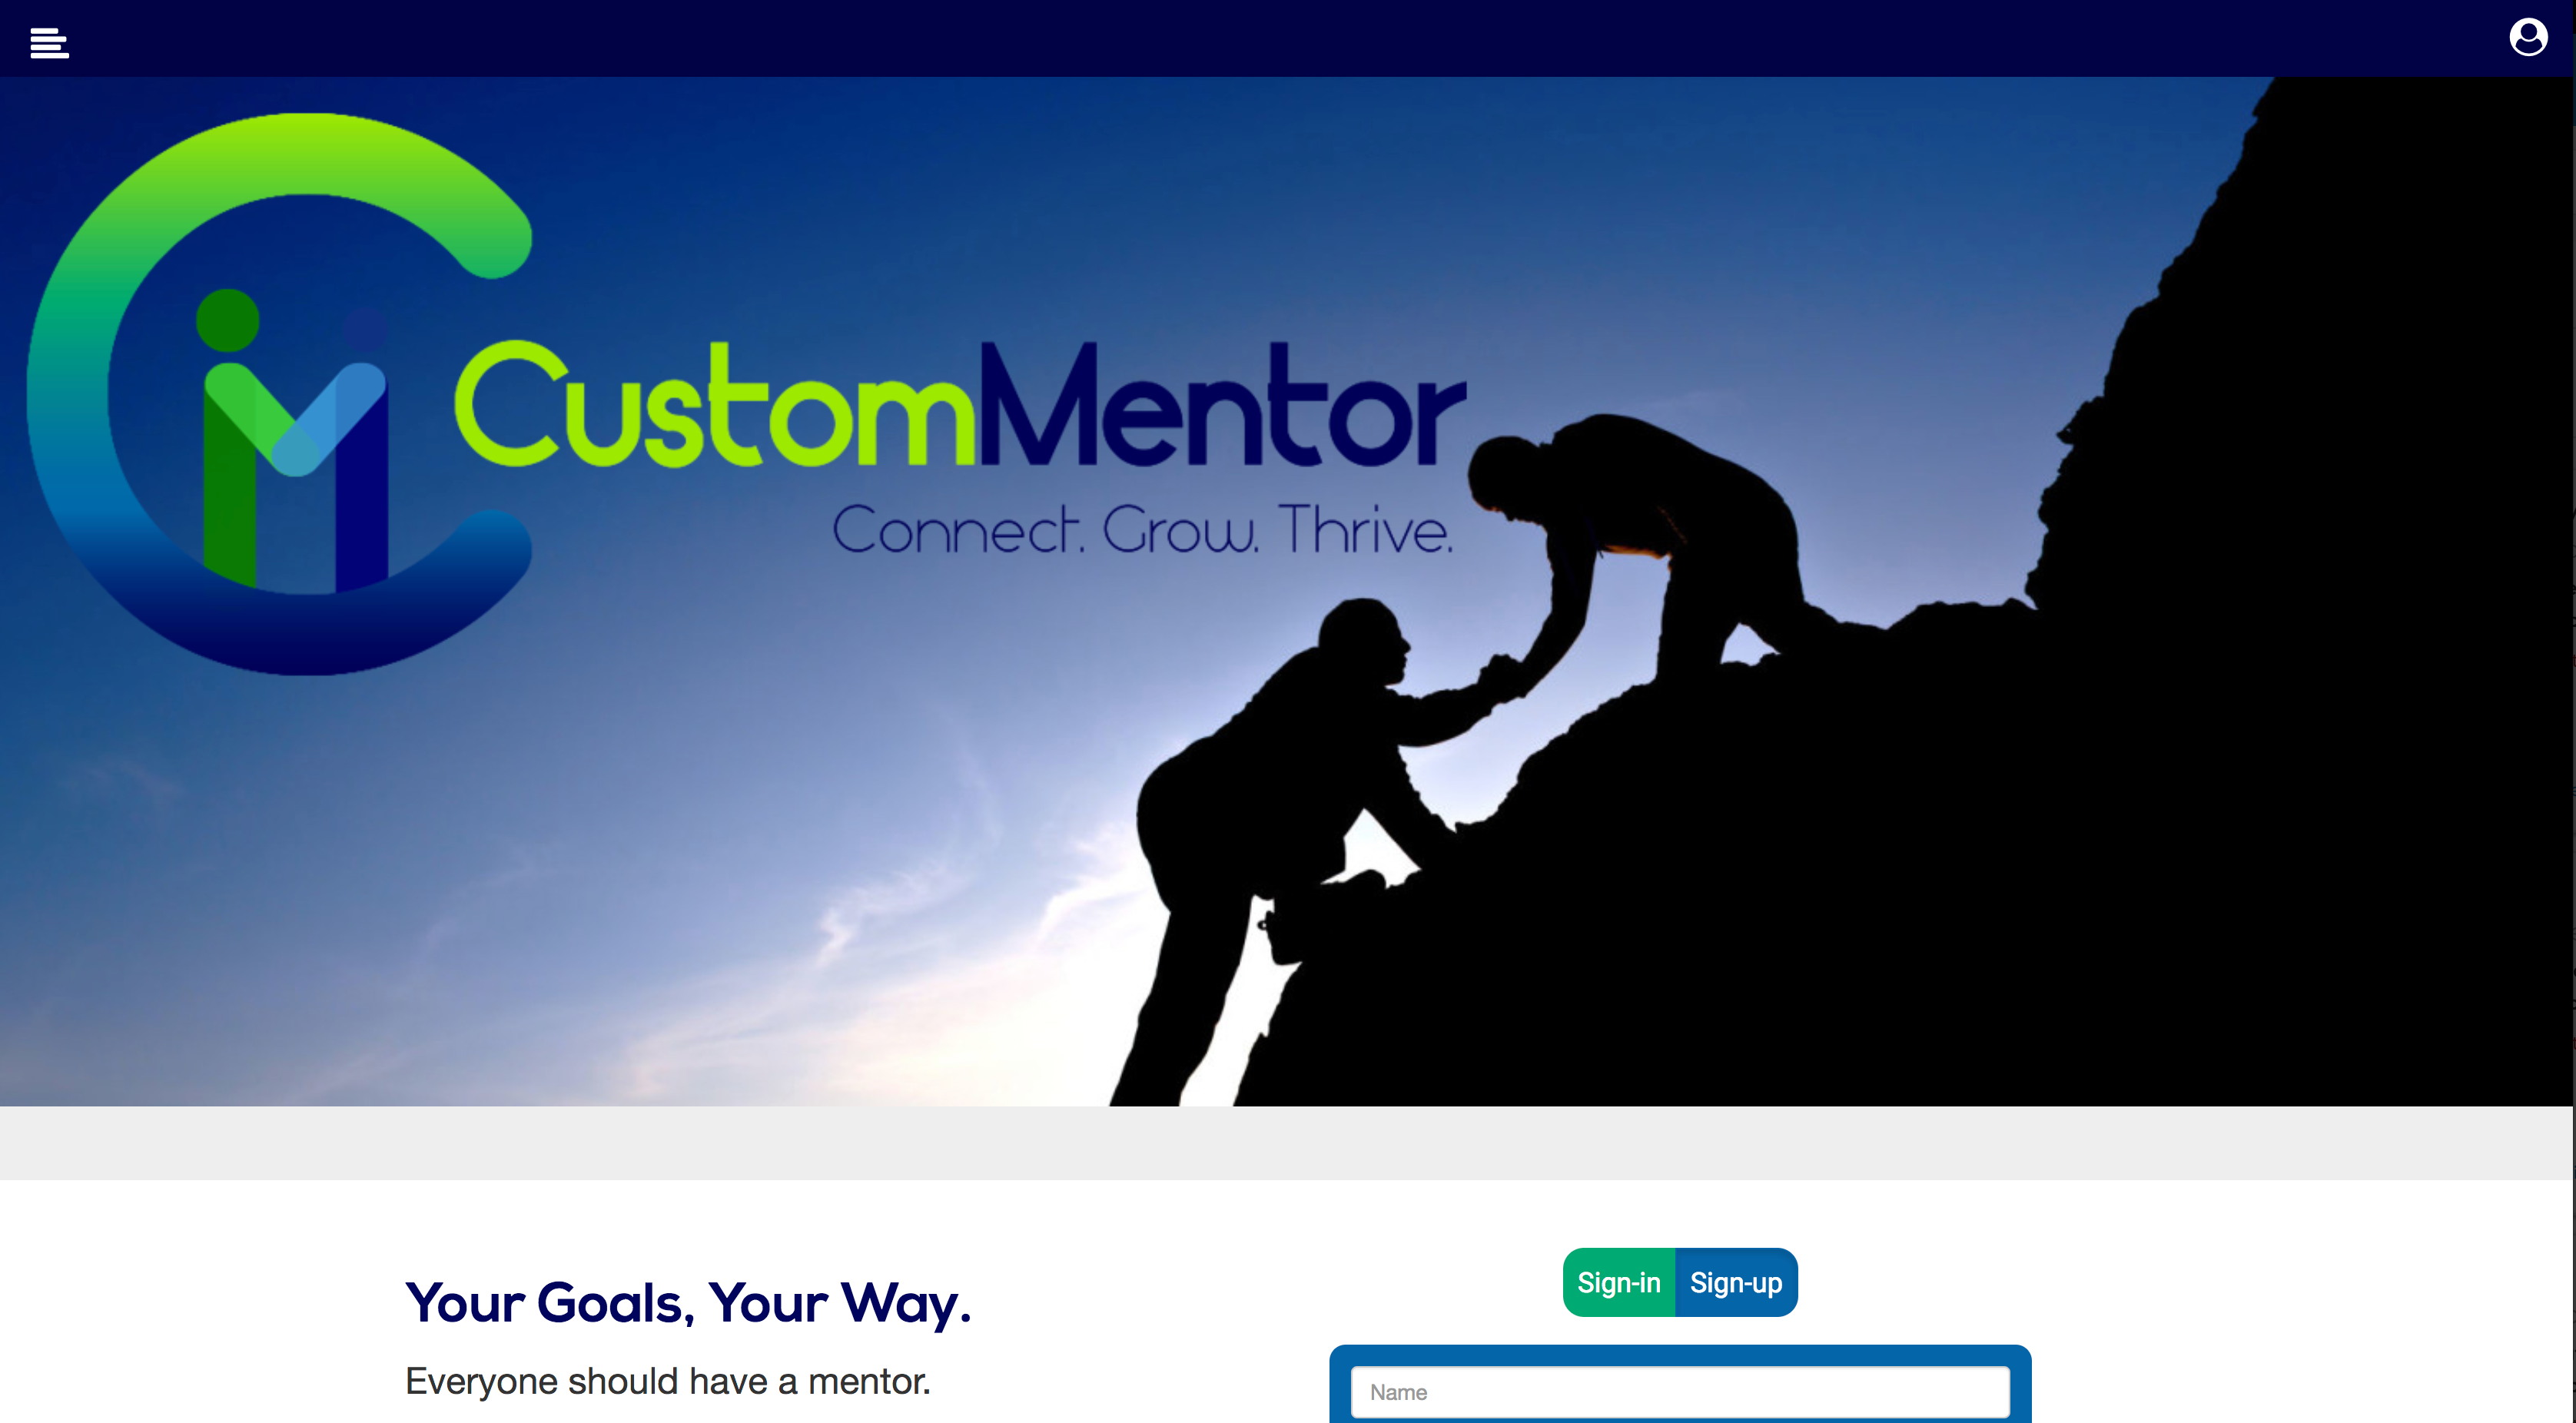 CustomMentor
Connect. Grow. Thrive.
Sign-in Sign-up
Your Goals, Your Way.
Everyone should have a mentor.
Name